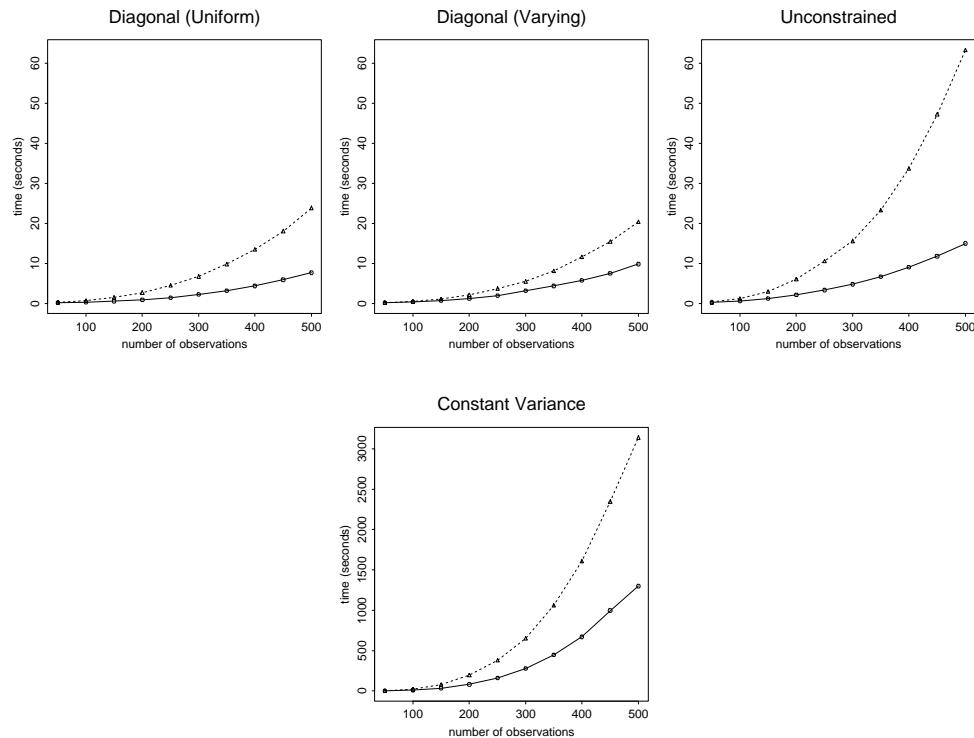 Diagonal (Uniform)
time (seconds)
0 10 20 30 40 50 60
100 200 300 400 500
number of observations
Diagonal (Varying)
time (seconds)
0 10 20 30 40 50 60
100 200 300 400 500
number of observations
Unconstrained
time (seconds)
0 10 20 30 40 50 60
100 200 300 400 500
number of observations
Constant Variance
time (seconds)
0 500 1000 1500 2000 2500 3000
100 200 300 400 500
number of observations